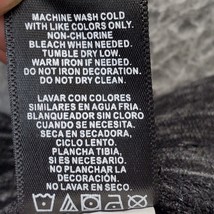 MACHINE WASH COLD
WITH LIKE COLORS ONLY.
NON-CHLORINE
BLEACH WHEN NEEDED.
TUMBLE DRY LOW.
WARM IRON IF NEEDED.
DO NOT IRON DECORATION.
DO NOT DRY CLEAN.
LAVAR CON COLORES
SIMILARES EN AGUA FRIA.
BLANQUEADOR SIN CLORO
CUANDO SE NECESITA.
SECA EN SECADORA,
CICLO LENTO.
PLANCHA TIBIA,
SI ES NECESARIO.
NO PLANCHAR LA
DECORACIÓN.
NO LAVAR EN SECO.